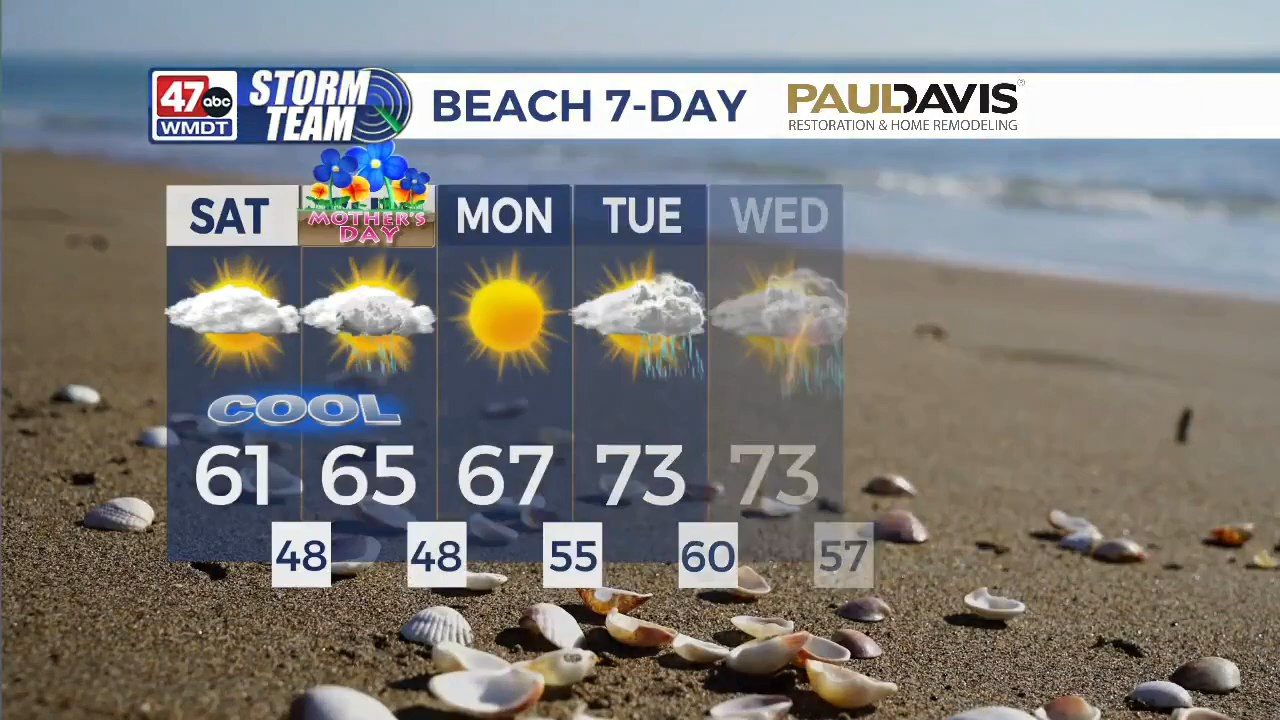 47 abc
WMDT
STORM
TEAM
BEACH 7-DAY
PAULDAVIS®
RESTORATION & HOME REMODELING
SAT
MOTHER'S
DAY
MON
TUE
WED
COOL
61
65
67
73
73
48
48
55
60
57